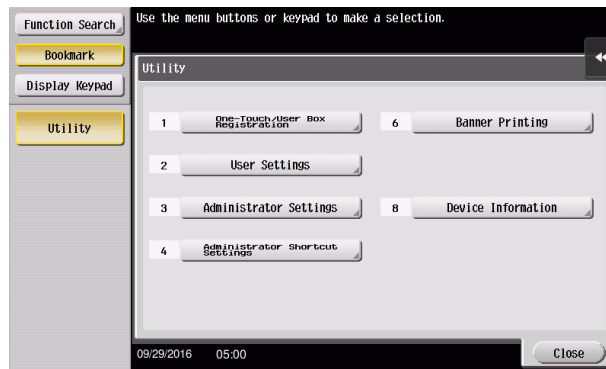 Function Search
Use the menu buttons or keypad to make a selection.
Bookmark
Utility
Display Keypad
Utility
1 One-Touch/User Box
Registration
6 Banner Printing
2 User Settings
3 Administrator Settings
8 Device Information
4 Administrator Shortcut
Settings
09/29/2016 05:00
Close